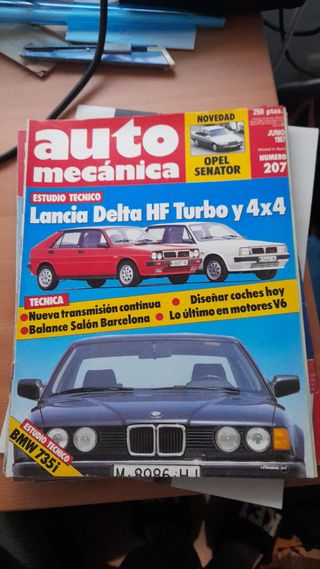 250 ptas.
JUNIO
NUMERO
207
auto
mecánica
NOVEDAD
OPEL
SENATOR
ESTUDIO TECNICO
Lancia Delta HF Turbo y 4x4
TECNICA
Nueva transmisión continua
Diseñar coches hoy
Balance Salón Barcelona
Lo último en motores V6
ESTUDIO TECNICO
BMW 735i
M.8086·HJ